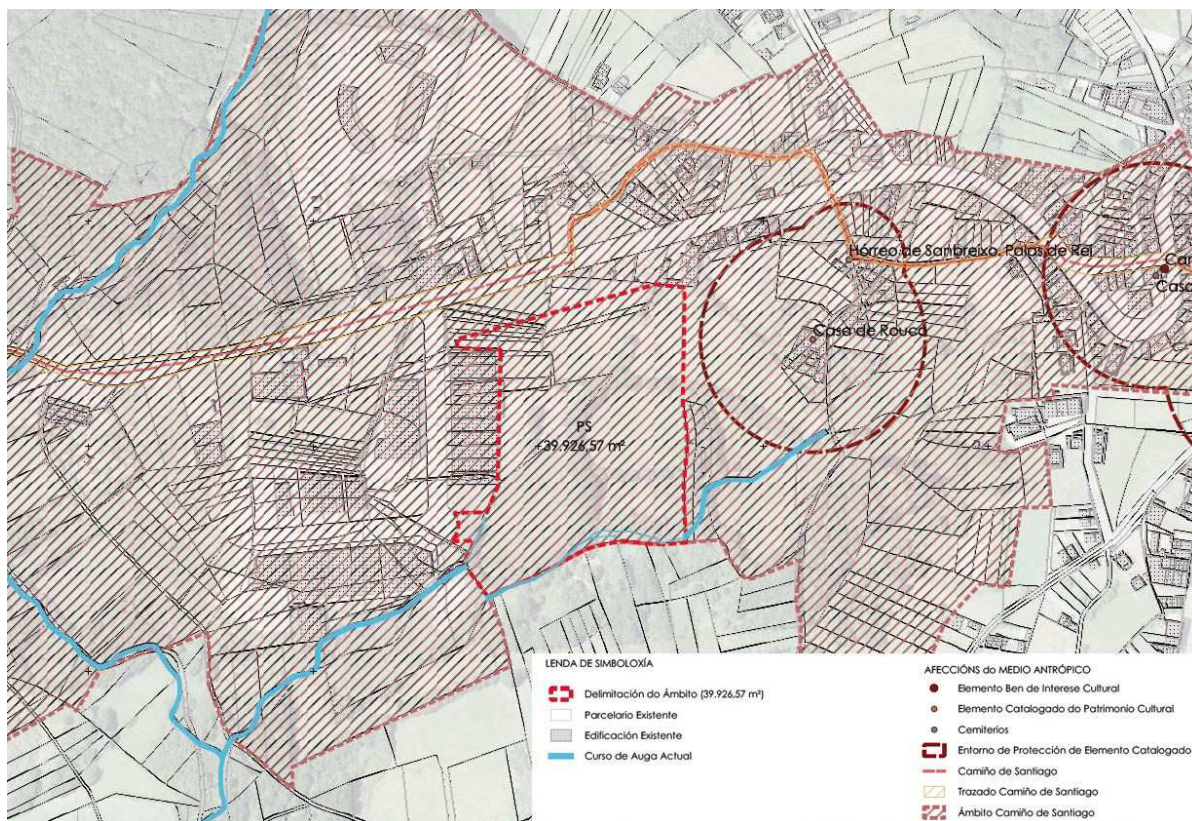 Hórreo de Sanbreixo. Palas de Rei
Casa de Rouca
PS
39.926,57 m²
LENDA DE SIMBOLOXÍA
Delimitación do Ámbito (39.926,57 m²)
Parcelario Existente
Edificación Existente
Curso de Auga Actual
AFECCIÓNS do MEDIO ANTRÓPICO
Elemento Ben de Interese Cultural
Elemento Catalogado do Patrimonio Cultural
Cemiterios
Entorno de Protección de Elemento Catalogado
Camiño de Santiago
Trazado Camiño de Santiago
Ámbito Camiño de Santiago